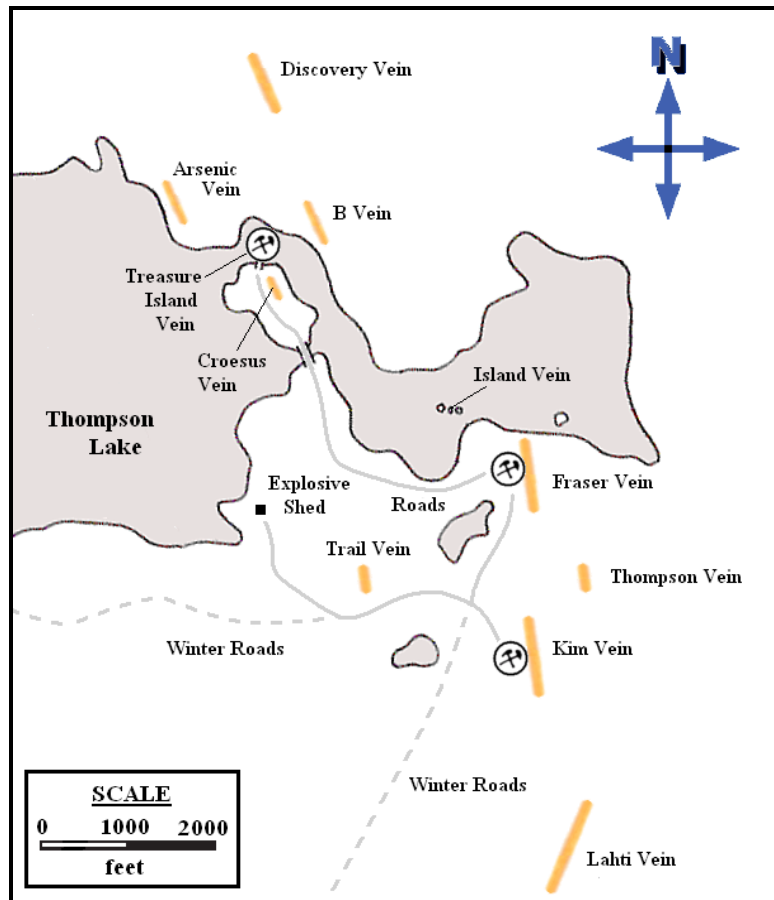 Discovery Vein
N
Arsenic
Vein
B Vein
Treasure
Island
Vein
Croesus
Vein
Island Vein
Thompson
Lake
Explosive
Shed
Roads
Fraser Vein
Trail Vein
Thompson Vein
Winter Roads
Kim Vein
Winter Roads
SCALE
0 1000 2000
feet
Lahti Vein